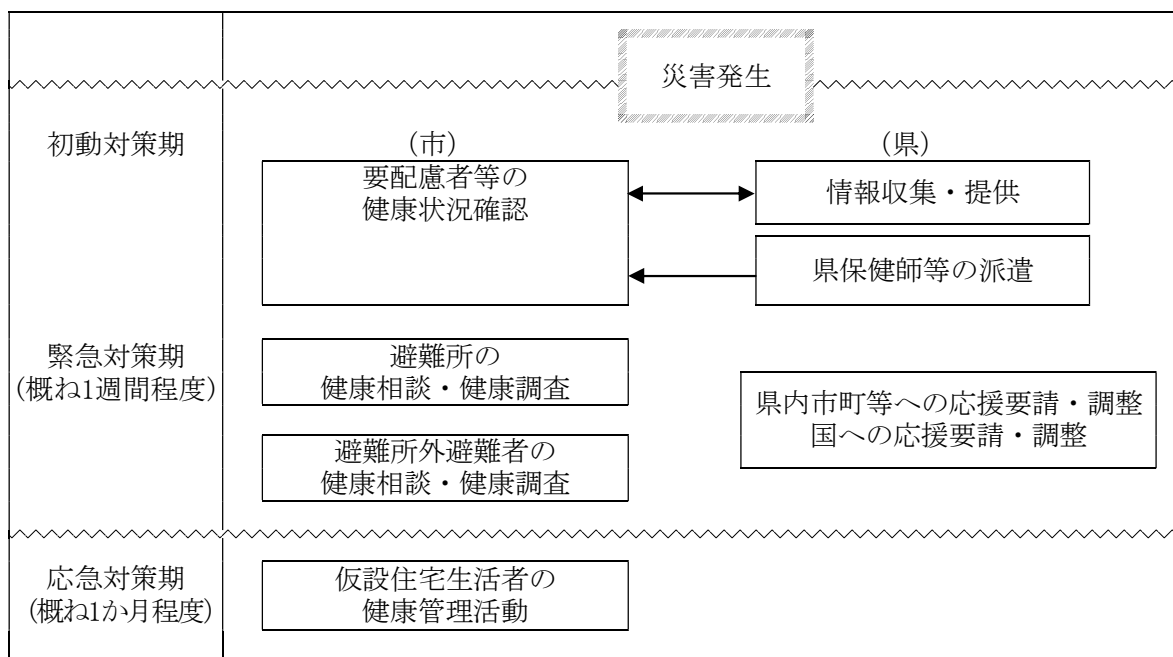 災害発生
初動対策期
(市)
(県)
要配慮者等の
健康状況確認
情報収集・提供
県保健師等の派遣
緊急対策期
(概ね1週間程度)
避難所の
健康相談・健康調査
県内市町等への応援要請・調整
国への応援要請・調整
避難所外避難者の
健康相談・健康調査
応急対策期
(概ね1か月程度)
仮設住宅生活者の
健康管理活動